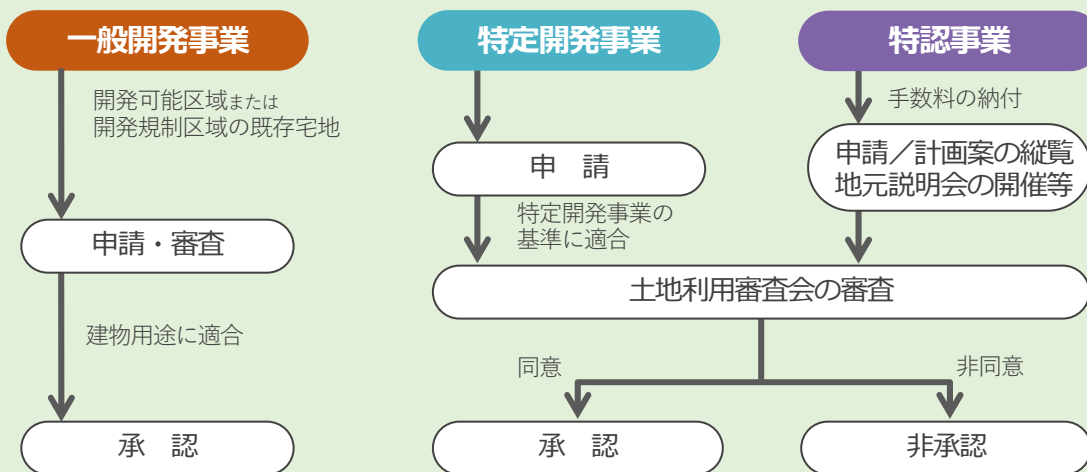 一般開発事業
開発可能区域または
開発規制区域の既存宅地
申請・審査
建物用途に適合
承 認
特定開発事業
申 請
特定開発事業の
基準に適合
特認事業
手数料の納付
申請／計画案の縦覧
地元説明会の開催等
土地利用審査会の審査
同意
非同意
承 認
非承認